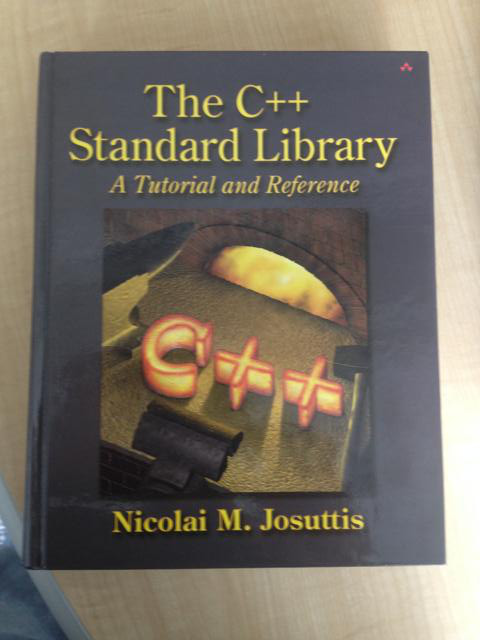 The C++
Standard Library
A Tutorial and Reference
C++
Nicolai M. Josuttis